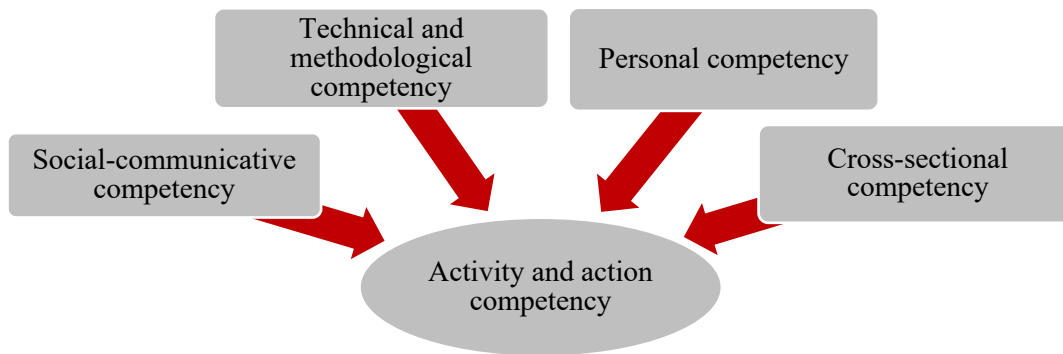 Technical and
methodological
competency
Personal competency
Social-communicative
competency
Cross-sectional
competency
Activity and action
competency